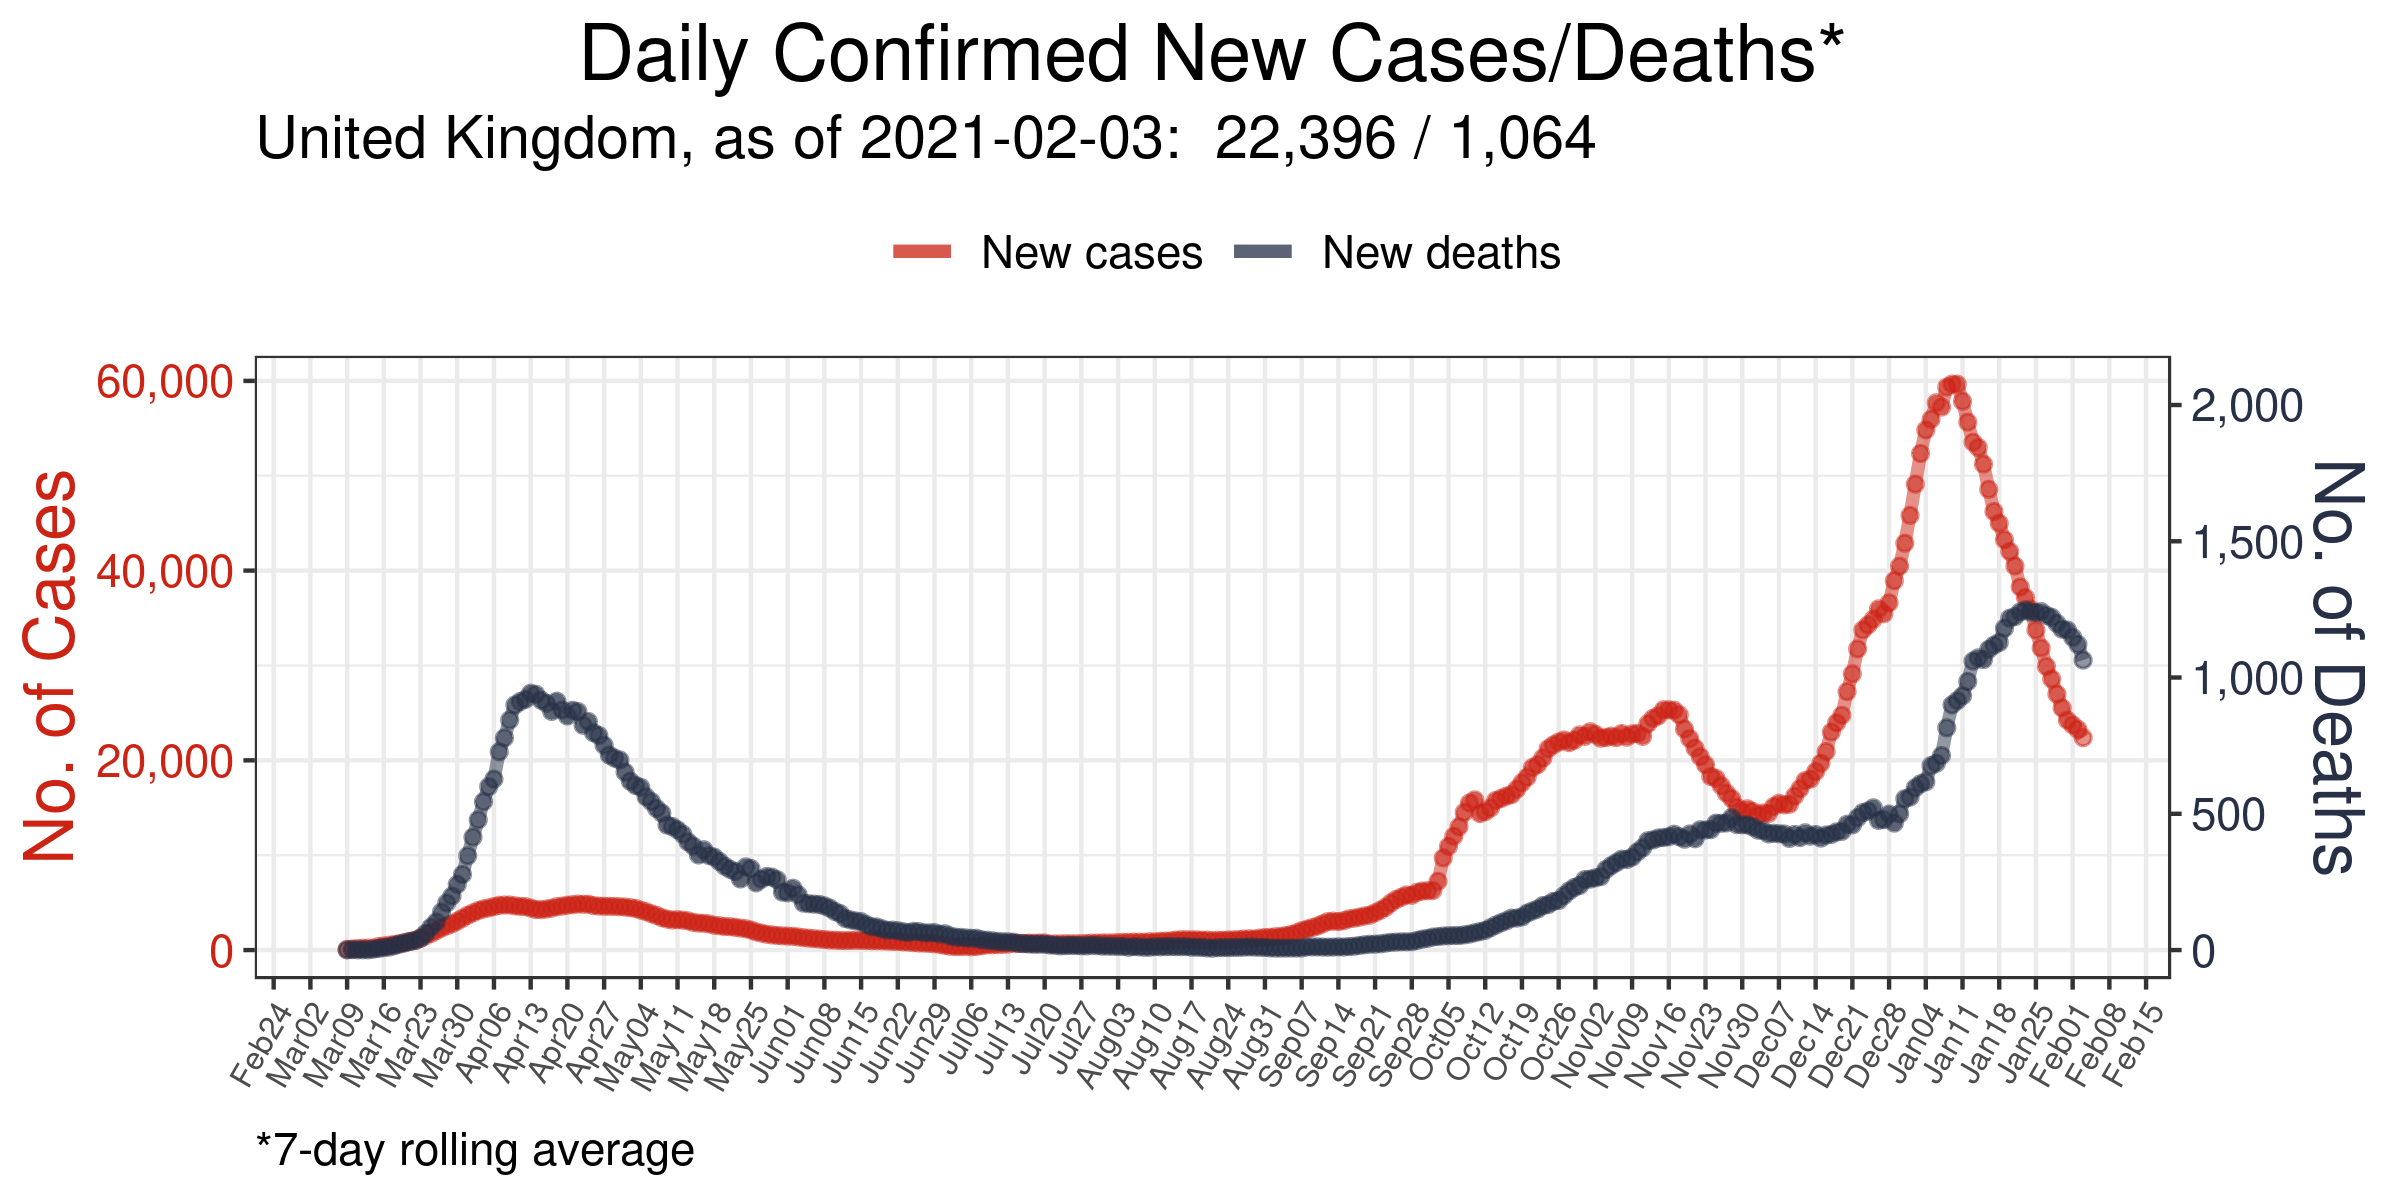 Daily Confirmed New Cases/Deaths*
United Kingdom, as of 2021-02-03:  22,396 / 1,064
New cases New deaths
No. of Cases
60,000
40,000
20,000
0
2,000
1,500
1,000
500
0
No. of Deaths
Feb24 Mar02 Mar09 Mar16 Mar23 Mar30 Apr06 Apr13 Apr20 Apr27 May04 May11 May18 May25 Jun01 Jun08 Jun15 Jun22 Jun29 Jul06 Jul13 Jul20 Jul27 Aug03 Aug10 Aug17 Aug24 Aug31 Sep07 Sep14 Sep21 Sep28 Oct05 Oct12 Oct19 Oct26 Nov02 Nov09 Nov16 Nov23 Nov30 Dec07 Dec14 Dec21 Dec28 Jan04 Jan11 Jan18 Jan25 Feb01 Feb08 Feb15
*7-day rolling average